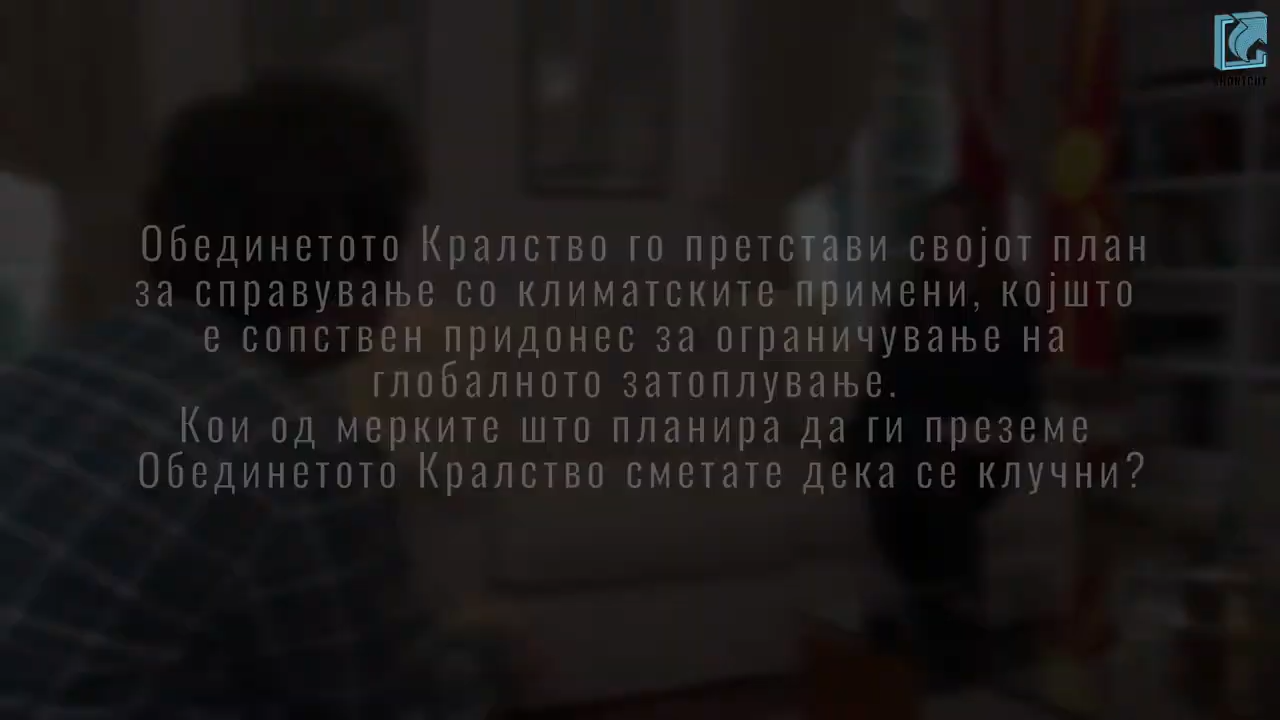 Обединетото Кралство го претстави својот план
за справување со климатските примени, којшто
е сопствен придонес за ограничување на
глобалното затоплување.
Кои од мерките што планира да ги преземе
Обединетото Кралство сметате дека се клучни?